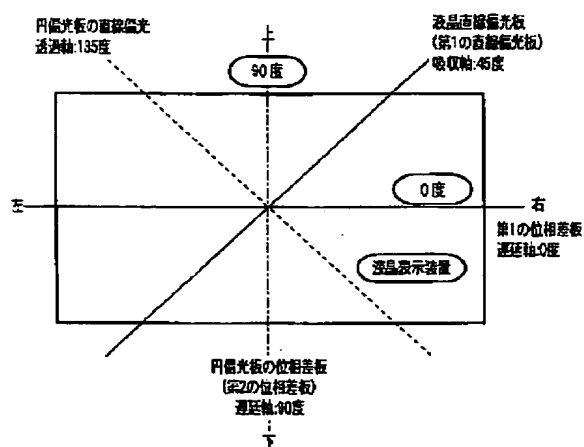 円偏光板の直線偏光
透過軸:135度
上
90度
液晶直線偏光板
(第1の直線偏光板)
吸収軸:45度
左
0度
右
第1の位相差板
遅延軸:0度
液晶表示装置
円偏光板の位相差板
(第2の位相差板)
遅延軸:90度
下